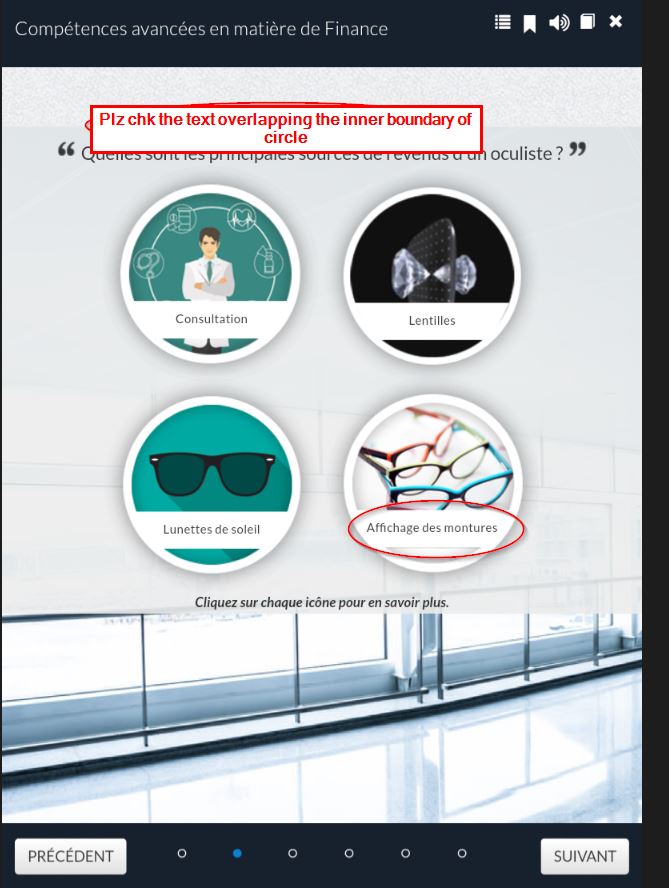 Compétences avancées en matière de Finance
Plz chk the text overlapping the inner boundary of
circle
“ Quelles sont les principales sources de revenus d'un oculiste ? ”
Consultation
Lentilles
Lunettes de soleil
Affichage des montures
Cliquez sur chaque icône pour en savoir plus.
PRÉCÉDENT
SUIVANT